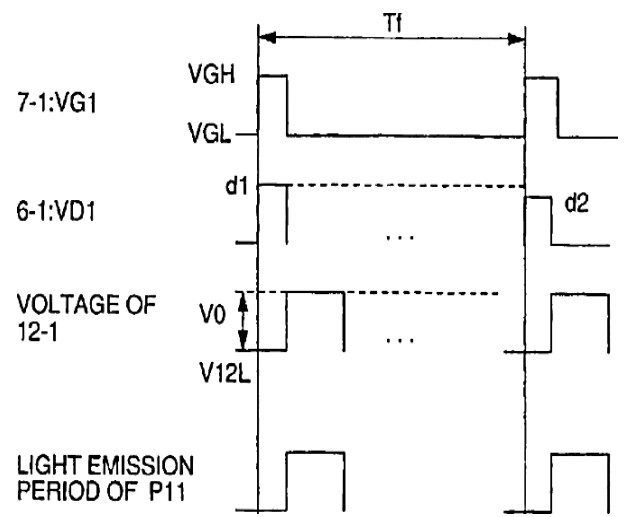 Tf
VGH
7-1:VG1
VGL
d1
d2
6-1:VD1
...
VOLTAGE OF
12-1
V0
...
V12L
LIGHT EMISSION
PERIOD OF P11